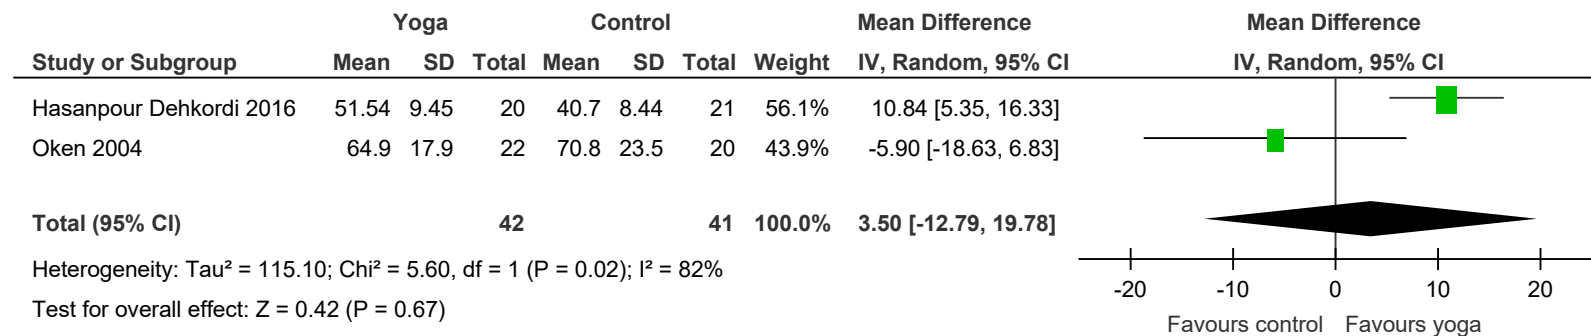 Yoga Control Mean Difference Mean Difference
Study or Subgroup Mean SD Total Mean SD Total Weight IV, Random, 95% CI IV, Random, 95% CI
Hasanpour Dehkordi 2016 51.54 9.45 20 40.7 8.44 21 56.1% 10.84 [5.35, 16.33]
Oken 2004 64.9 17.9 22 70.8 23.5 20 43.9% -5.90 [-18.63, 6.83]
Total (95% CI) 42 41 100.0% 3.50 [-12.79, 19.78]
Heterogeneity: Tau² = 115.10; Chi² = 5.60, df = 1 (P = 0.02); I² = 82%
Test for overall effect: Z = 0.42 (P = 0.67)
-20 -10 0 10 20
Favours control Favours yoga